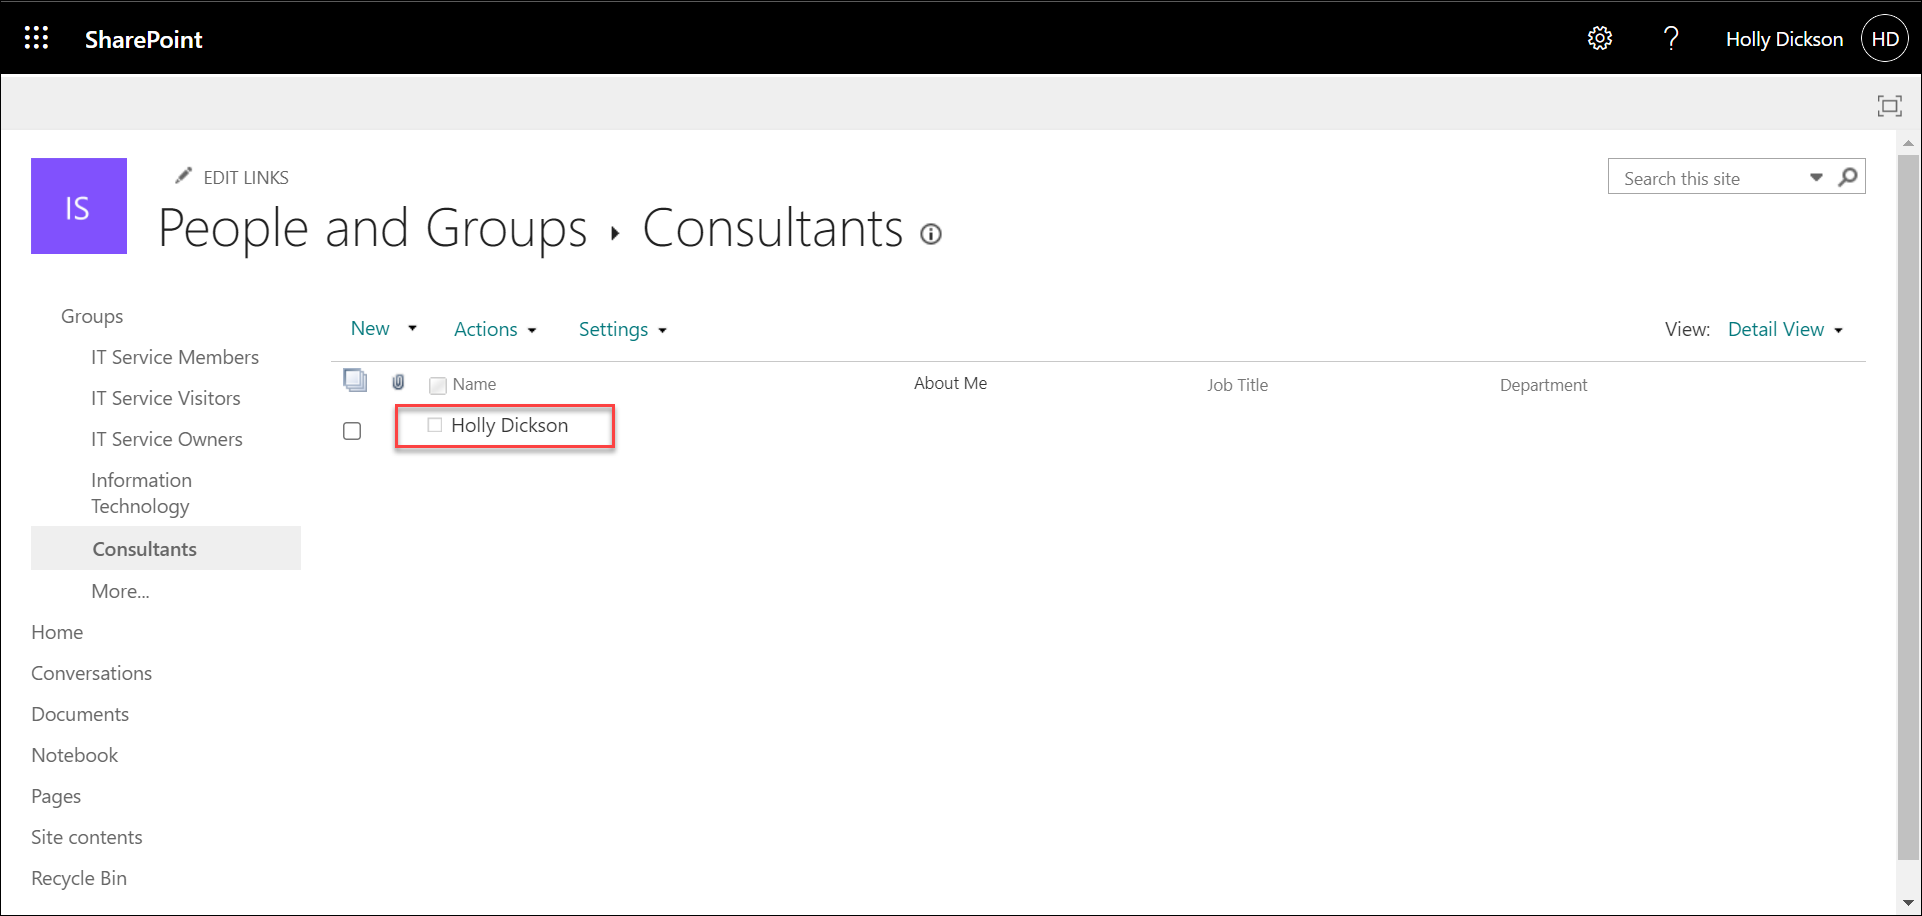 SharePoint
Holly Dickson
HD
IS
EDIT LINKS
Search this site
People and Groups ▸ Consultants
Groups
IT Service Members
IT Service Visitors
IT Service Owners
Information
Technology
Consultants
More...
Home
Conversations
Documents
Notebook
Pages
Site contents
Recycle Bin
New
Actions
Settings
View: Detail View
Name
About Me
Job Title
Department
Holly Dickson